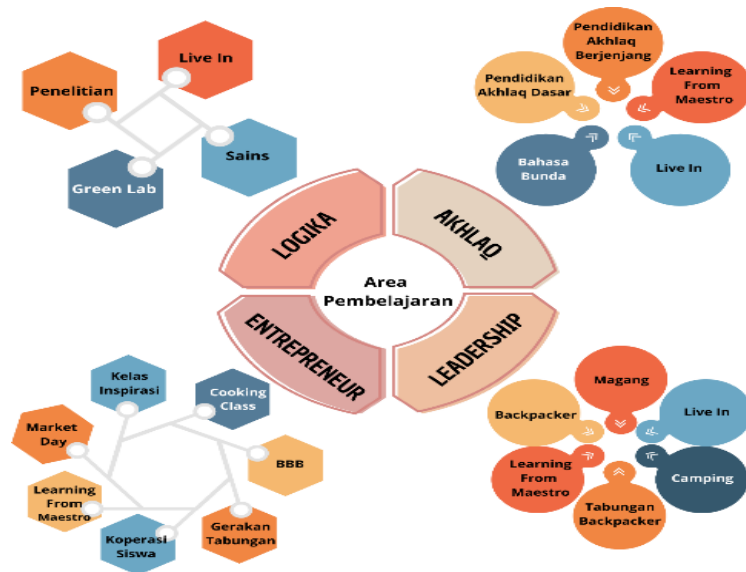 Live In
Penelitian
Sains
Green Lab
Pendidikan
Akhlaq
Berjenjang
Pendidikan
Akhlaq Dasar
Learning
From
Maestro
Bahasa
Bunda
Live In
LOGIKA
AKHLAQ
Area
Pembelajaran
ENTREPRENEUR
LEADERSHIP
Kelas
Inspirasi
Cooking
Class
Market
Day
BBB
Learning
From
Maestro
Koperasi
Siswa
Gerakan
Tabungan
Magang
Backpacker
Live In
Learning
From
Maestro
Camping
Tabungan
Backpacker